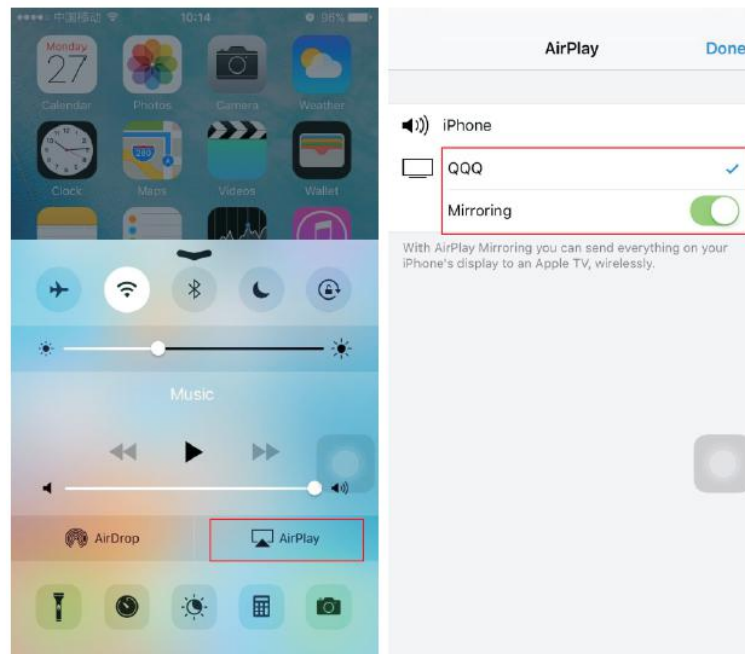 中国移动
10:14
96%
Monday
27
Calendar
Photos
Camera
Weather
280
Clock
Maps
Videos
Wallet
Music
AirDrop
AirPlay
AirPlay
Done
iPhone
QQQ
Mirroring
With AirPlay Mirroring you can send everything on your
iPhone's display to an Apple TV, wirelessly.